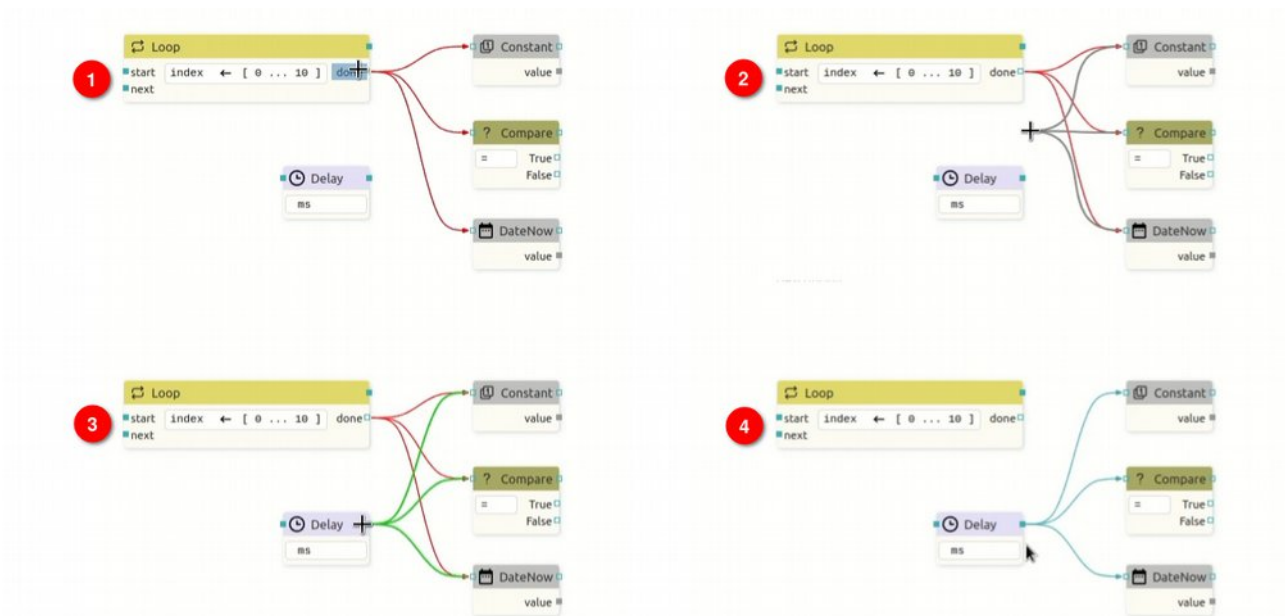 1
Loop
start index ← [ 0 ... 10 ]
next
Delay
ms
Constant
value
? Compare
= True
False
DateNow
value
2
Loop
start index ← [ 0 ... 10 ] done
next
Delay
ms
Constant
value
? Compare
= True
False
DateNow
value
3
Loop
start index ← [ 0 ... 10 ] done
next
Delay
ms
Constant
value
? Compare
= True
False
DateNow
value
4
Loop
start index ← [ 0 ... 10 ] done
next
Delay
ms
Constant
value
? Compare
= True
False
DateNow
value